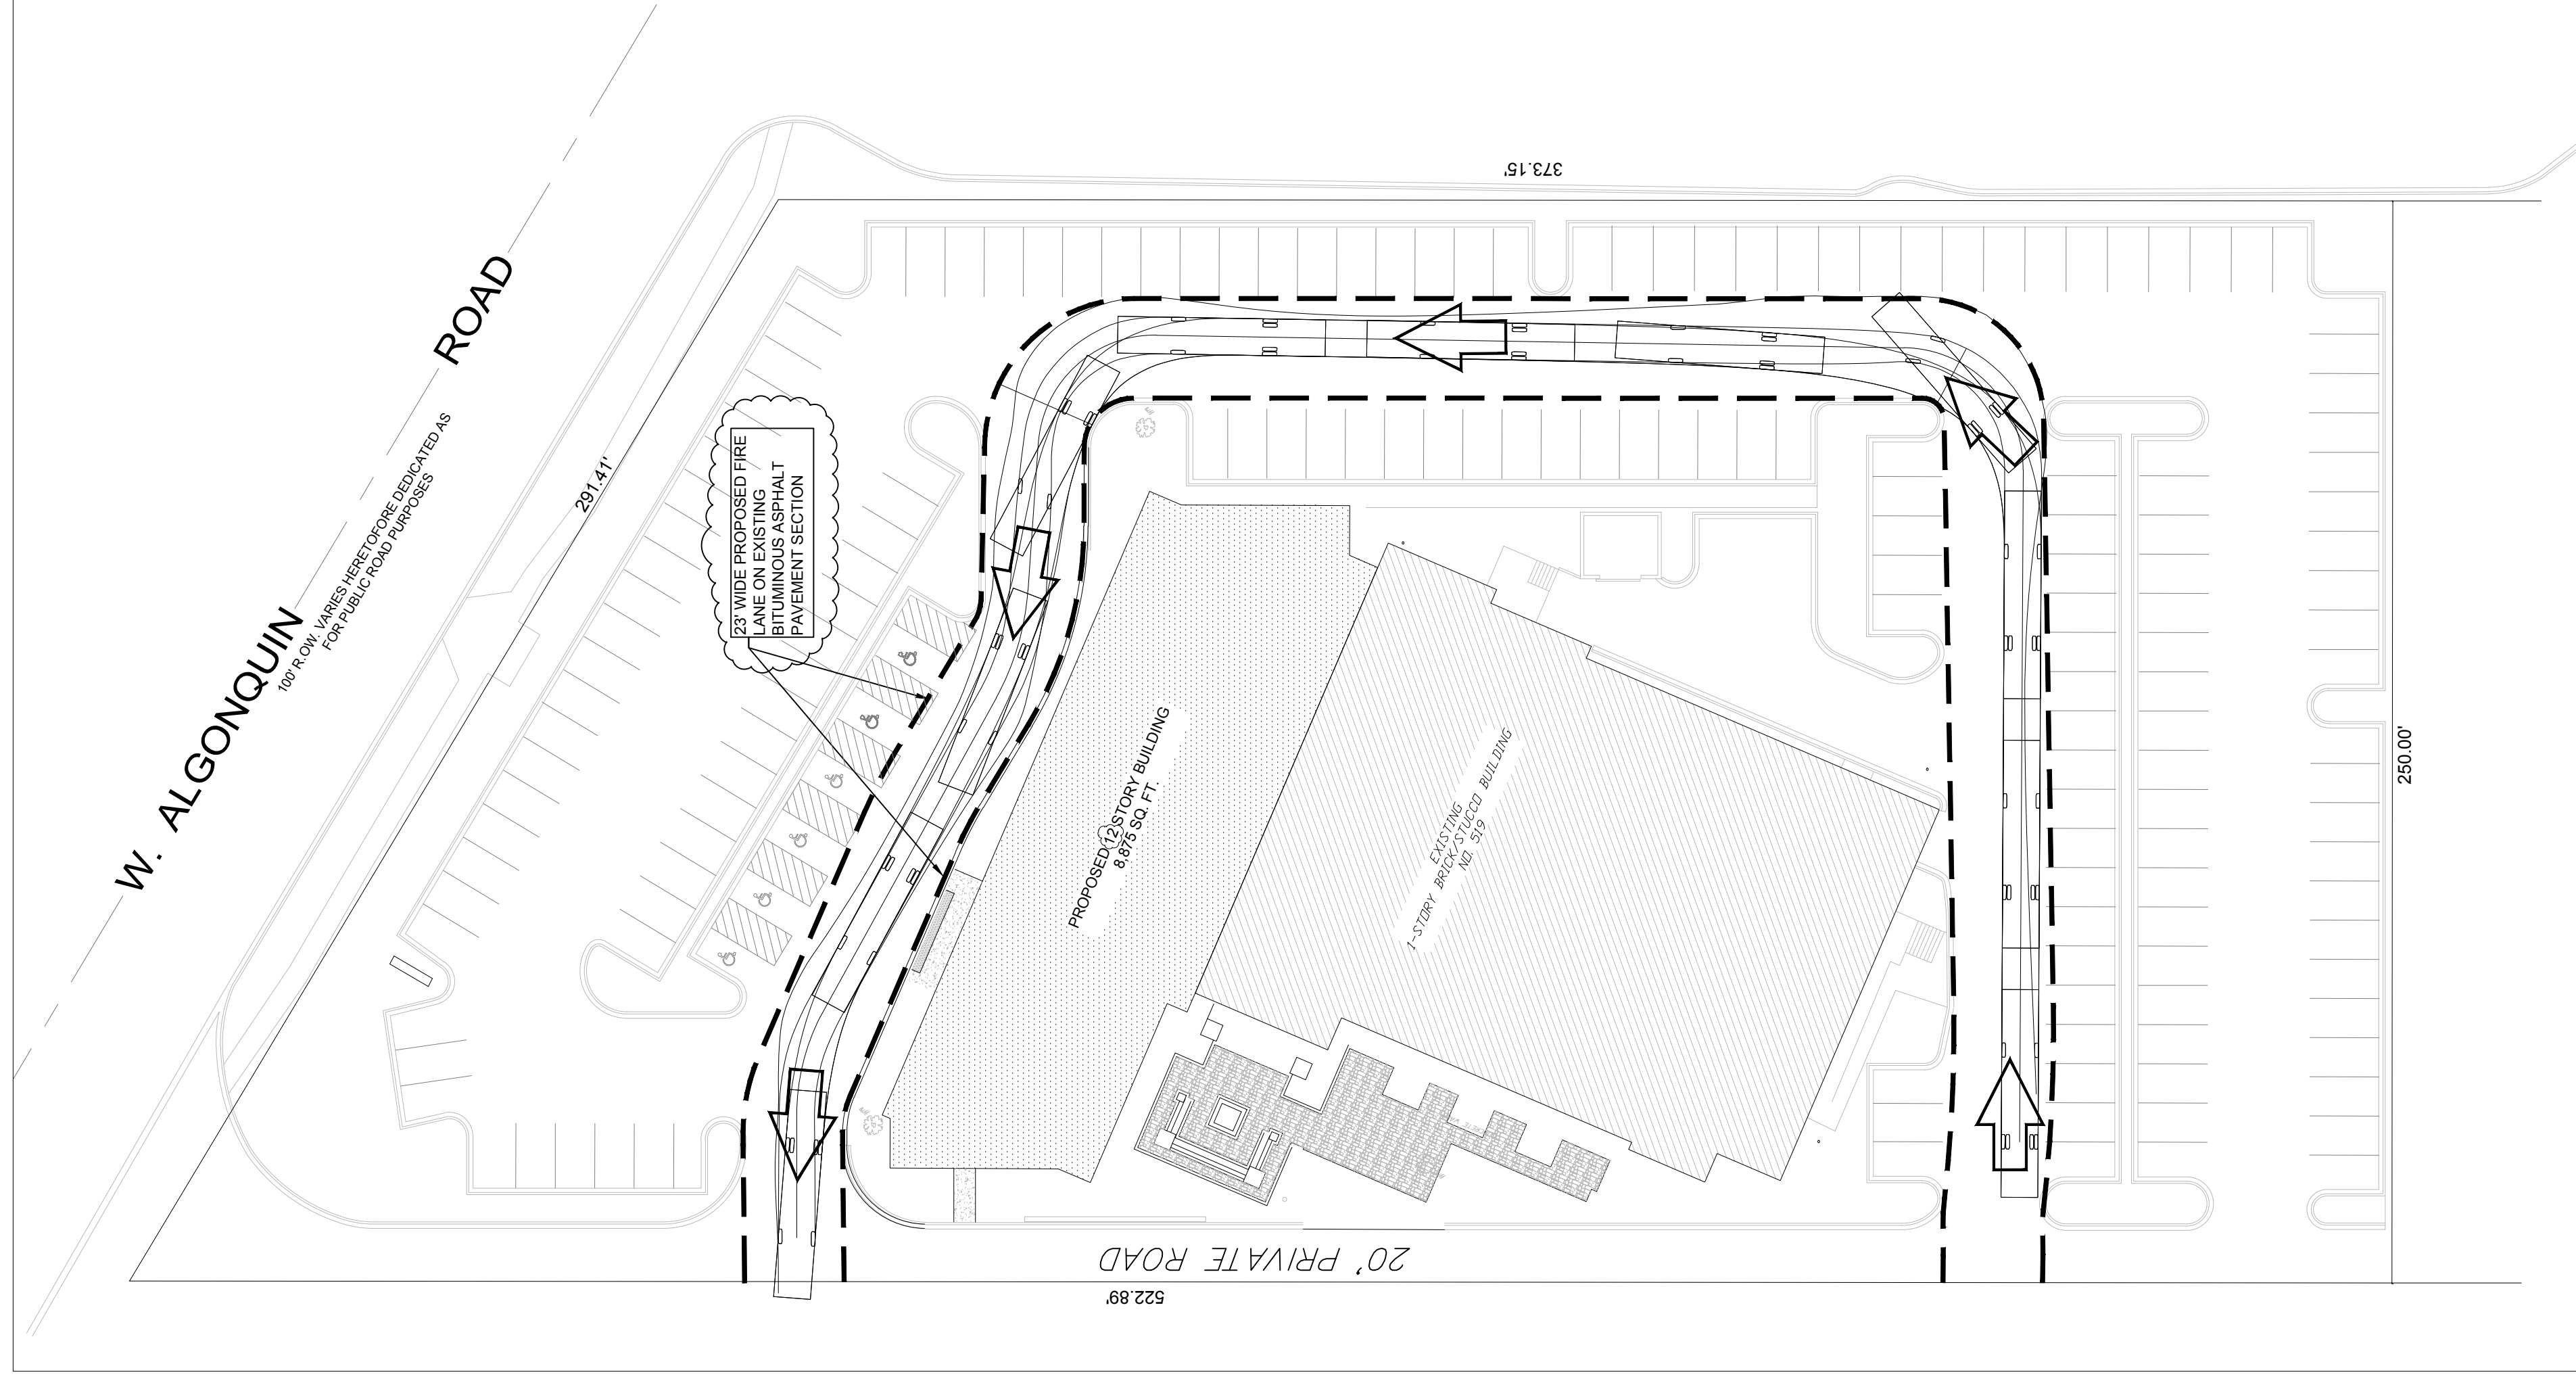 W. ALGONQUIN ROAD
100' R.OW. VARIES HERETOFORE DEDICATED AS
FOR PUBLIC ROAD PURPOSES
291.41'
373.15'
23' WIDE PROPOSED FIRE
LANE ON EXISTING
BITUMINOUS ASPHALT
PAVEMENT SECTION
PROPOSED 12 STORY BUILDING
8,875 SQ. FT.
EXISTING
1-STORY BRICK/STUCCO BUILDING
NO. 519
250.00'
20' PRIVATE ROAD
522.89'